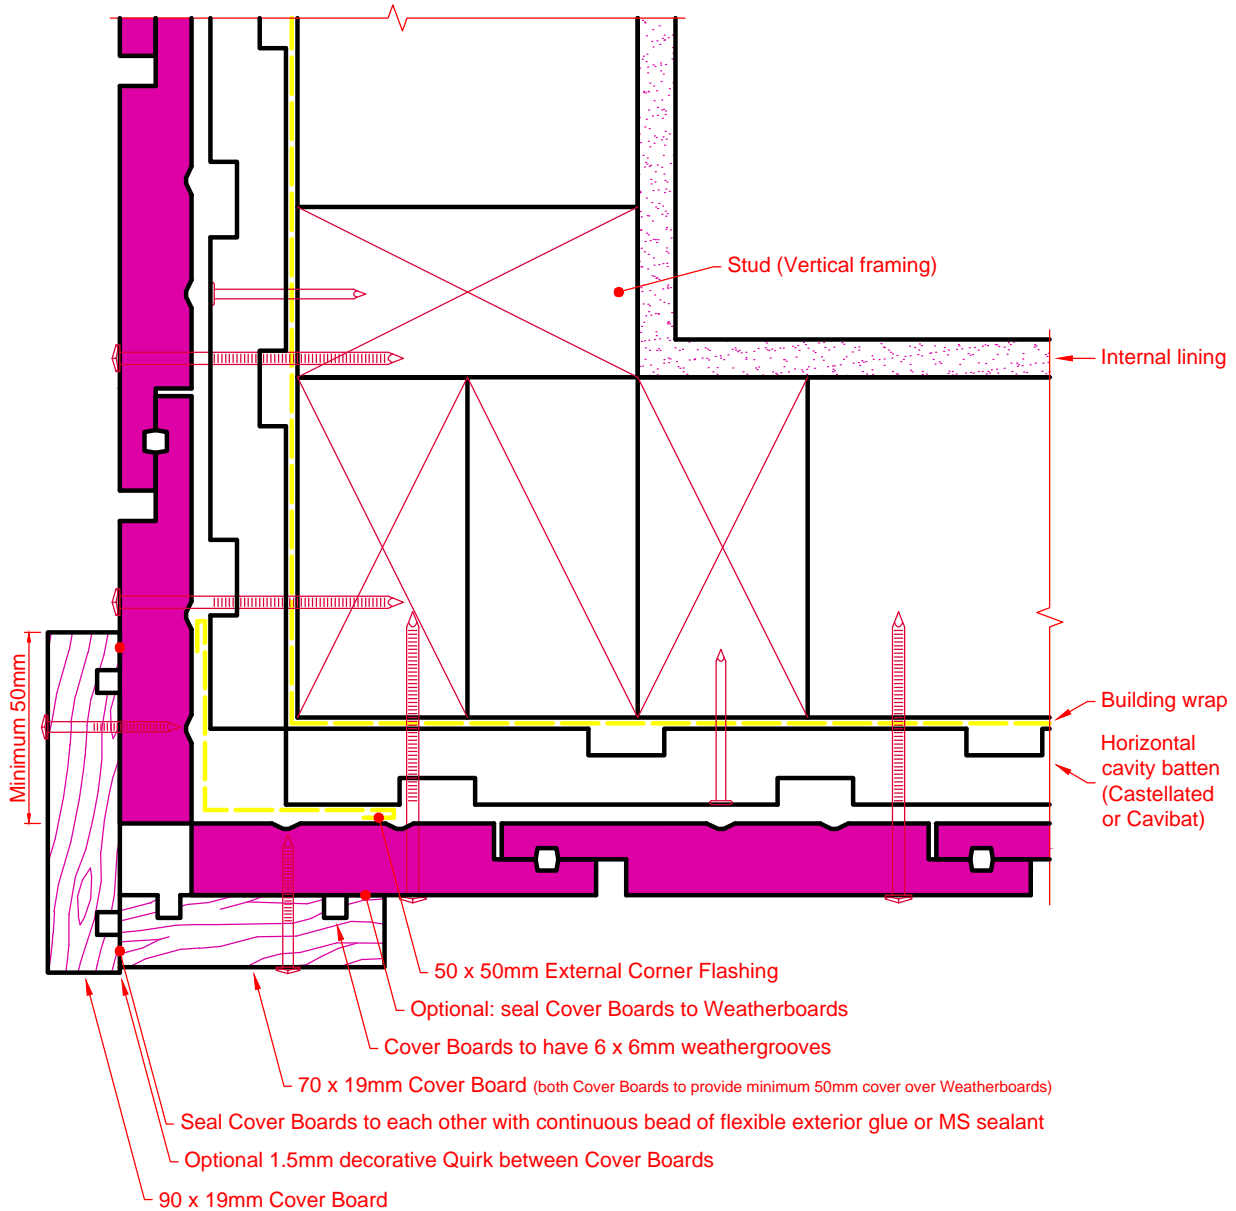 Stud (Vertical framing)
Internal lining
Minimum 50mm
Building wrap
Horizontal
cavity batten
(Castellated
or Cavibat)
50 x 50mm External Corner Flashing
Optional: seal Cover Boards to Weatherboards
Cover Boards to have 6 x 6mm weathergrooves
70 x 19mm Cover Board (both Cover Boards to provide minimum 50mm cover over Weatherboards)
Seal Cover Boards to each other with continuous bead of flexible exterior glue or MS sealant
Optional 1.5mm decorative Quirk between Cover Boards
90 x 19mm Cover Board